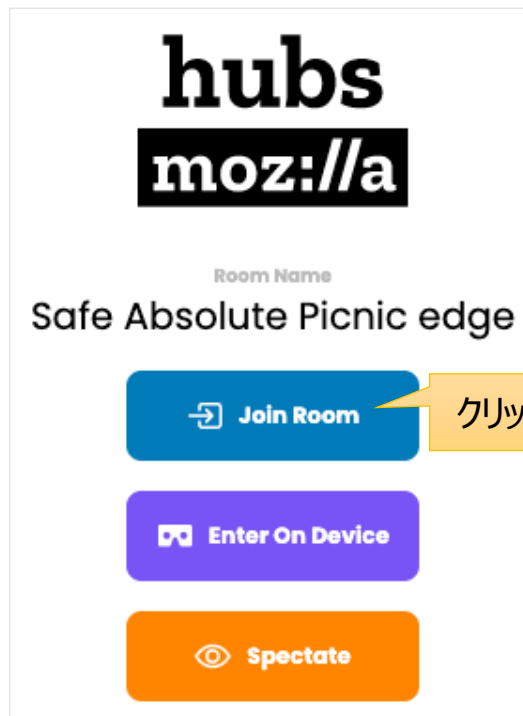 hubs
moz://a
Room Name
Safe Absolute Picnic edge
Join Room
クリッ
Enter On Device
Spectate